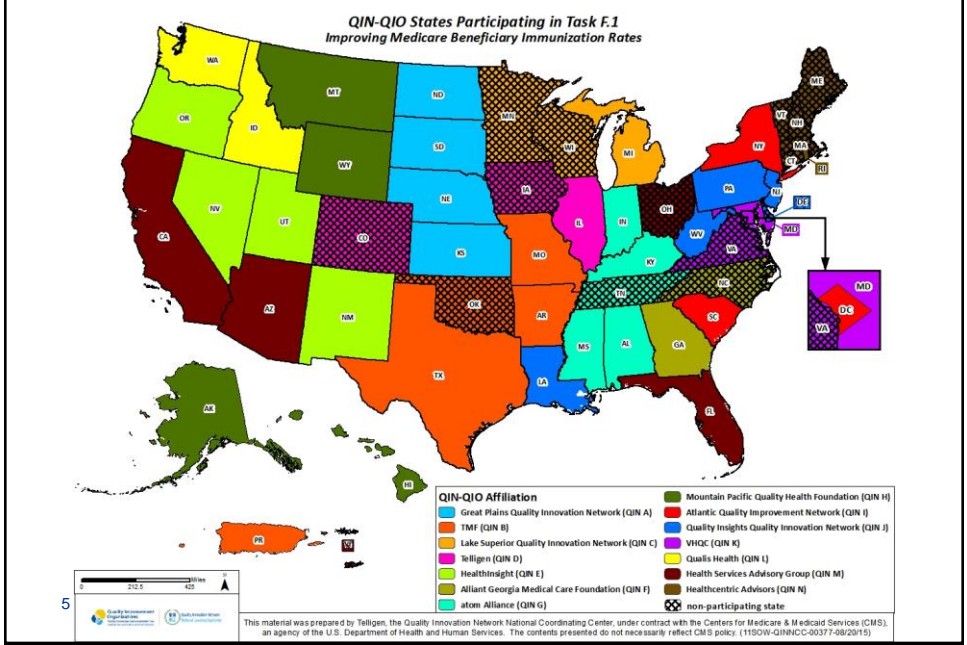 QIN-QIO States Participating in Task F.1
Improving Medicare Beneficiary Immunization Rates
WA
MT
ND
MN
ME
OR
ID
SD
WI
MI
VT
NH
NY
MA
CT
RI
WY
NE
IA
PA
NJ
DE
NV
UT
CO
IL
IN
OH
WV
MD
VA
CA
KS
MO
KY
NC
AZ
NM
OK
AR
TN
SC
TX
LA
MS
AL
GA
FL
MD
DC
VA
AK
HI
PR
QIN-QIO Affiliation
Great Plains Quality Innovation Network (QIN A)
TMF (QIN B)
Lake Superior Quality Innovation Network (QIN C)
Telligen (QIN D)
HealthInsight (QIN E)
Alliant Georgia Medical Care Foundation (QIN F)
atom Alliance (QIN G)
Mountain Pacific Quality Health Foundation (QIN H)
Atlantic Quality Improvement Network (QIN I)
Quality Insights Quality Innovation Network (QIN J)
VHQC (QIN K)
Qualis Health (QIN L)
Health Services Advisory Group (QIN M)
Healthcentric Advisors (QIN N)
non-participating state
Miles
0 212.5 425
N
5
Quality Improvement
Organizations
This material was prepared by Telligen, the Quality Innovation Network National Coordinating Center, under contract with the Centers for Medicare & Medicaid Services (CMS),
an agency of the U.S. Department of Health and Human Services. The contents presented do not necessarily reflect CMS policy. (11SOW-QINNCC-00377-08/20/15)